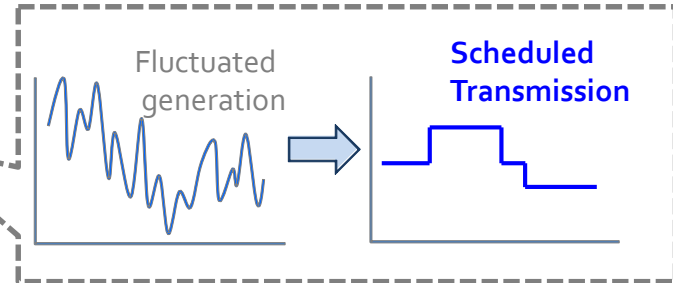 Fluctuated
generation
Scheduled
Transmission